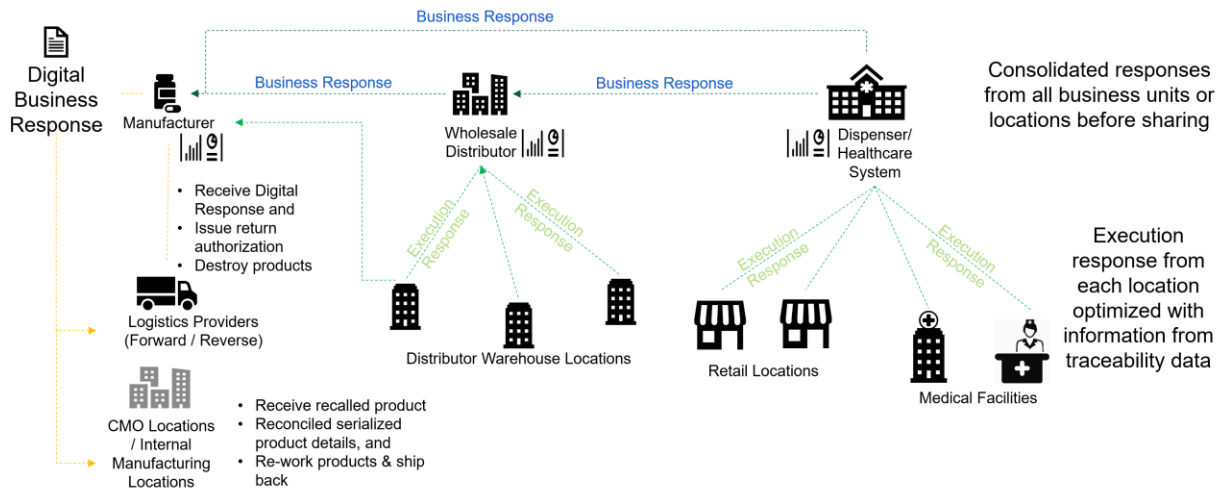 Business Response
Digital
Business
Response
Business Response
Business Response
Manufacturer
Wholesale
Distributor
Dispenser/
Healthcare
System
Consolidated responses
from all business units or
locations before sharing
• Receive Digital
Response and
• Issue return
authorization
• Destroy products
Execution
Response
Execution
Response
Execution
Response
Execution
Response
Execution
response from
each location
optimized with
information from
traceability data
Logistics Providers
(Forward / Reverse)
Distributor Warehouse Locations
Retail Locations
Medical Facilities
CMO Locations
/ Internal
Manufacturing
Locations
• Receive recalled product
• Reconciled serialized
product details, and
• Re-work products & ship
back